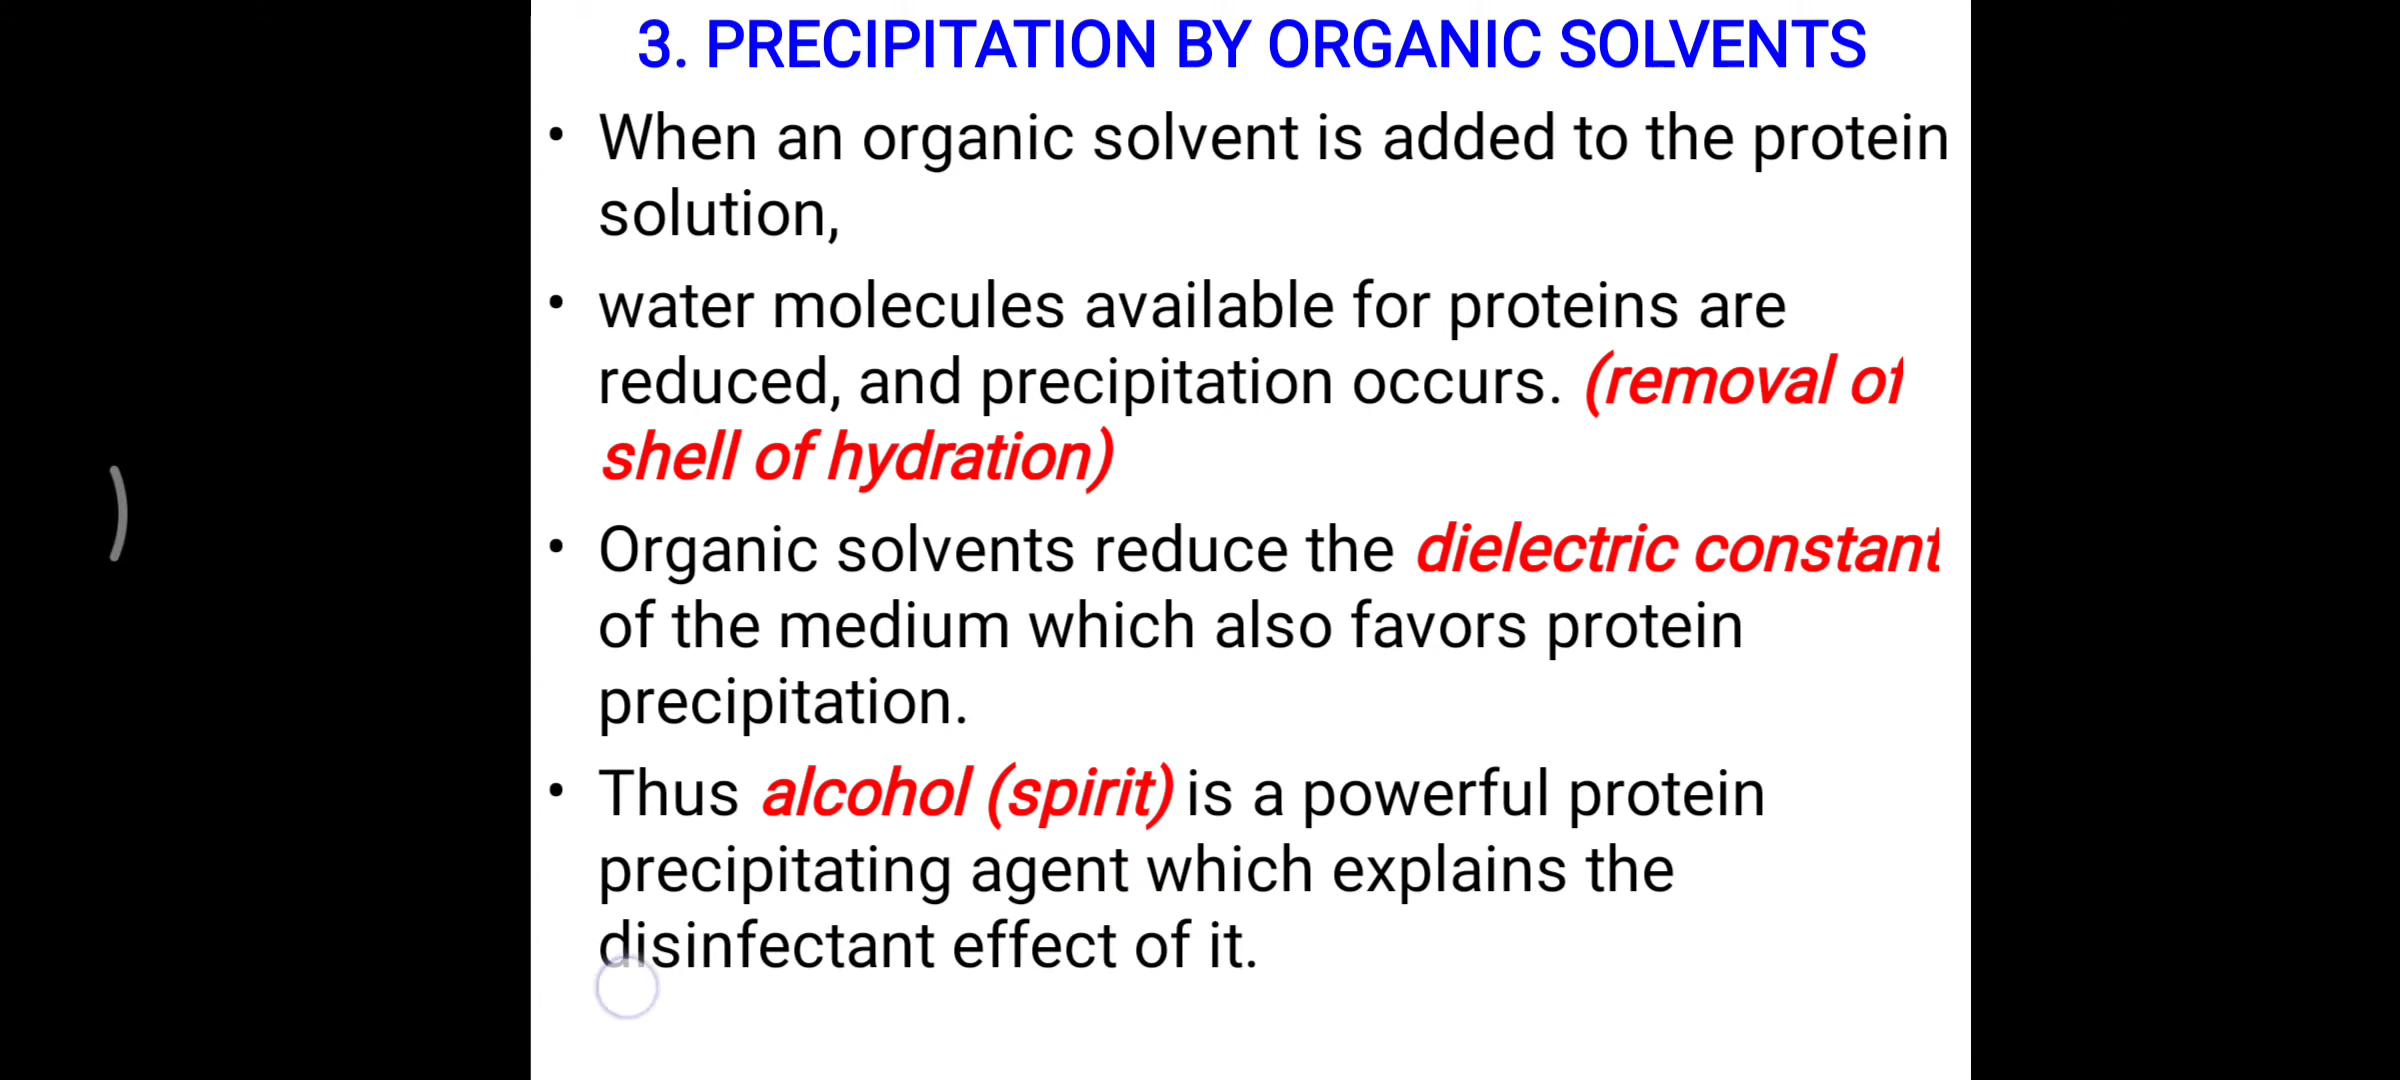 3. PRECIPITATION BY ORGANIC SOLVENTS
• When an organic solvent is added to the protein
solution,
• water molecules available for proteins are
reduced, and precipitation occurs. (removal of
shell of hydration)
• Organic solvents reduce the dielectric constant
of the medium which also favors protein
precipitation.
• Thus alcohol (spirit) is a powerful protein
precipitating agent which explains the
disinfectant effect of it.